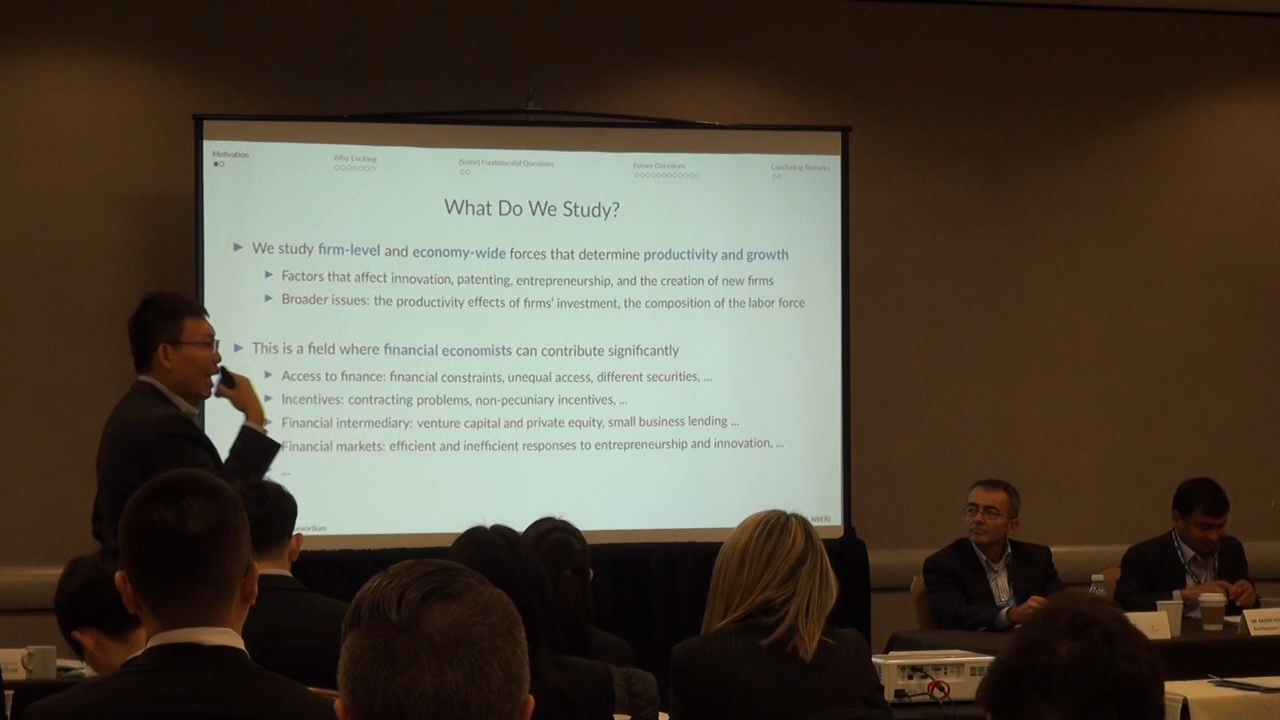 Motivation
Why Exciting
(Some) Fundamental Questions
Future Directions
Concluding Remarks
What Do We Study?
We study firm-level and economy-wide forces that determine productivity and growth
Factors that affect innovation, patenting, entrepreneurship, and the creation of new firms
Broader issues: the productivity effects of firms' investment, the composition of the labor force
This is a field where financial economists can contribute significantly
Access to finance: financial constraints, unequal access, different securities, ...
Incentives: contracting problems, non-pecuniary incentives, ...
Financial intermediary: venture capital and private equity, small business lending ...
Financial markets: efficient and inefficient responses to entrepreneurship and innovation, ...
...
NBER)